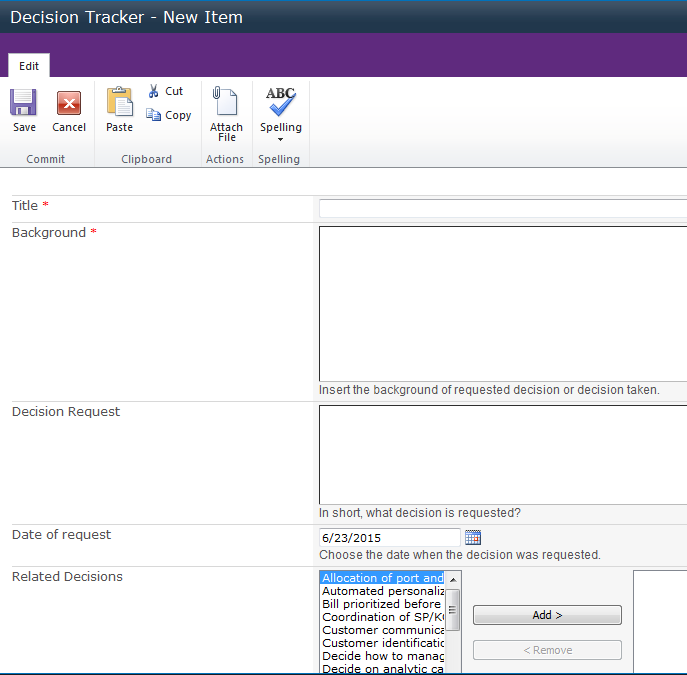 Decision Tracker - New Item
Edit
Save
Cancel
Paste
Cut
Copy
Attach
File
ABC
Spelling
Commit
Clipboard
Actions
Spelling
Title *
Background *
Insert the background of requested decision or decision taken.
Decision Request
In short, what decision is requested?
Date of request
6/23/2015
Choose the date when the decision was requested.
Related Decisions
Allocation of port and
Automated personaliz
Bill prioritized before
Coordination of SP/K
Customer communica
Customer identificatic
Decide how to manag
Decide on analytic ca
Add >
< Remove